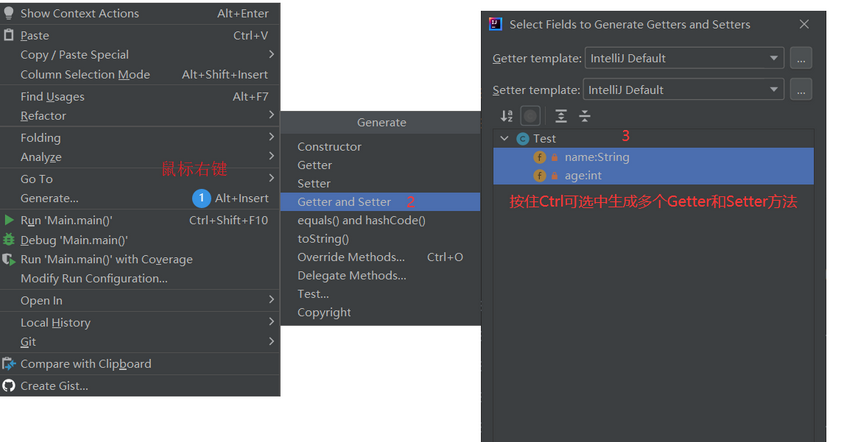 Show Context Actions Alt+Enter
Paste Ctrl+V
Copy / Paste Special
Column Selection Mode Alt+Shift+Insert
Find Usages Alt+F7
Refactor
Folding
Analyze
鼠标右键
Go To
Generate... 1 Alt+Insert
Run 'Main.main()' Ctrl+Shift+F10
Debug 'Main.main()'
Run 'Main.main()' with Coverage
Modify Run Configuration...
Open In
Local History
Git
Compare with Clipboard
Create Gist...
Generate
Constructor
Getter
Setter
Getter and Setter 2
equals() and hashCode()
toString()
Override Methods... Ctrl+O
Delegate Methods...
Test...
Copyright
Select Fields to Generate Getters and Setters
Getter template: IntelliJ Default ...
Setter template: IntelliJ Default ...
Test 3
name:String
age:int
按住Ctrl可选中生成多个Getter和Setter方法